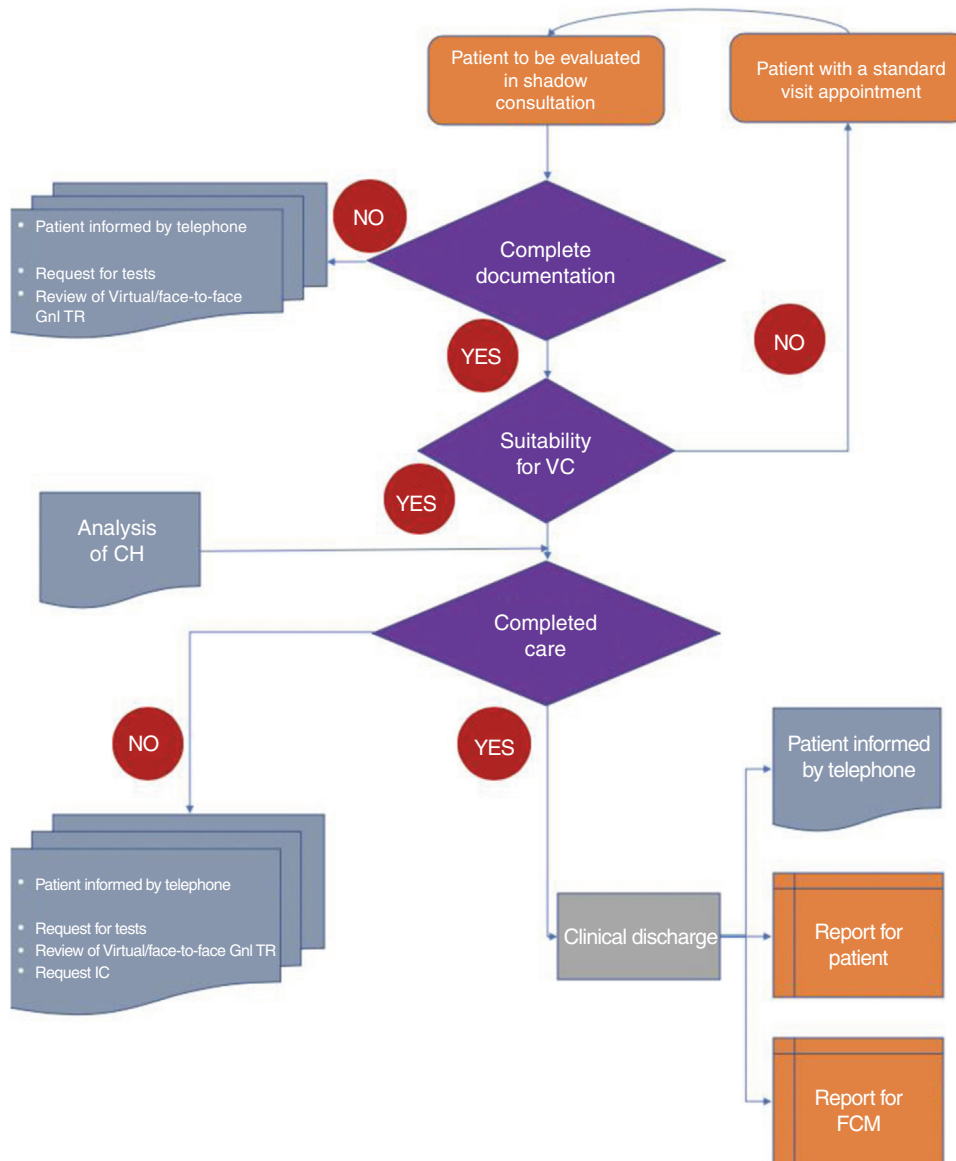 Patient to be evaluated
in shadow
consultation
Patient with a standard
visit appointment
NO
Complete
documentation
• Patient informed by telephone
• Request for tests
• Review of Virtual/face-to-face
Gnl TR
YES
NO
Suitability
for VC
YES
Analysis
of CH
Completed
care
NO
YES
Patient informed
by telephone
• Patient informed by telephone
• Request for tests
• Review of Virtual/face-to-face Gnl TR
• Request IC
Clinical discharge
Report for
patient
Report for
FCM